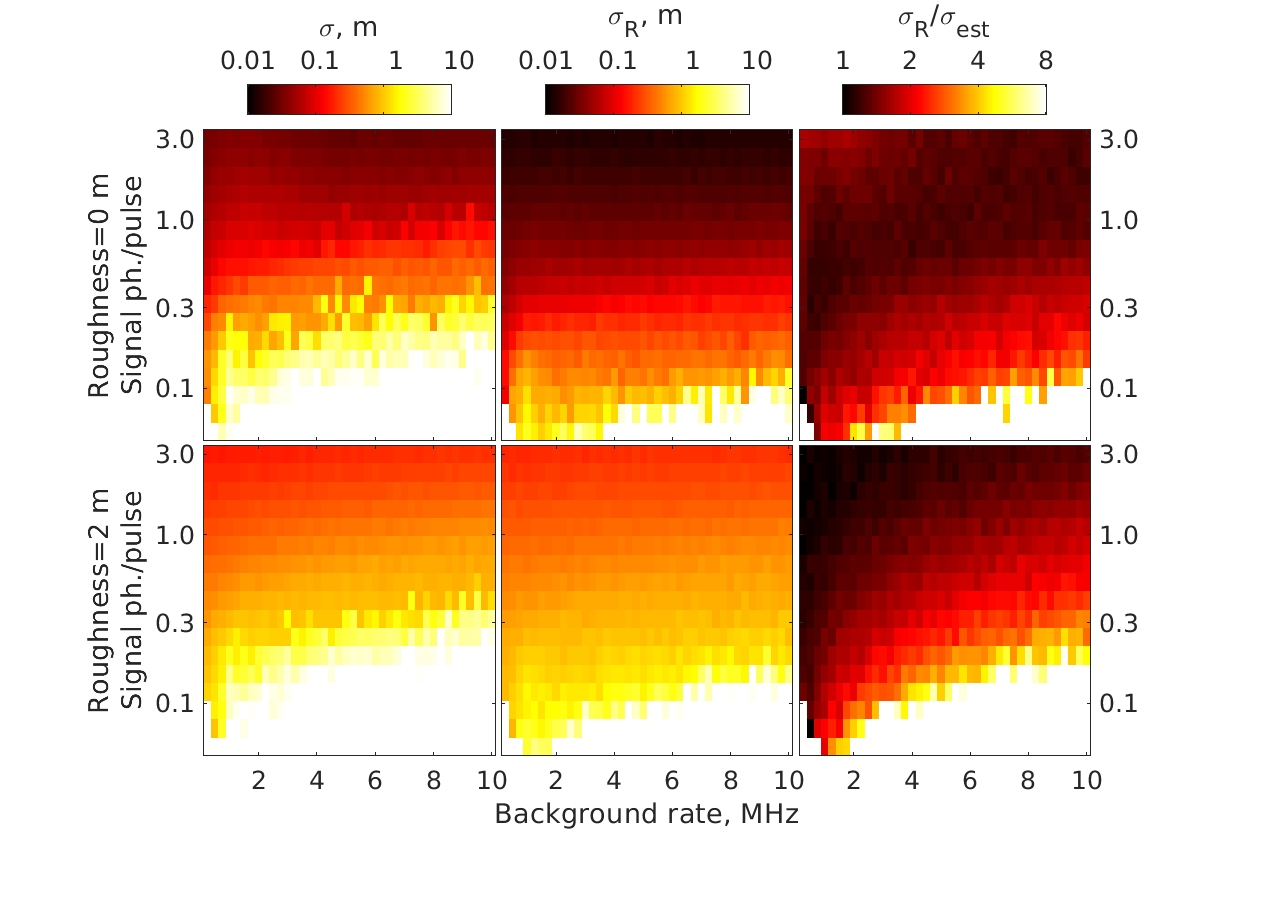 σ, m
σR, m
σR/σest
0.01 0.1 1 10
0.01 0.1 1 10
1 2 4 8
Roughness=0 m
Signal ph./pulse
3.0
1.0
0.3
0.1
3.0
1.0
0.3
0.1
Roughness=2 m
Signal ph./pulse
3.0
1.0
0.3
0.1
3.0
1.0
0.3
0.1
2 4 6 8 10
2 4 6 8 10
2 4 6 8 10
Background rate, MHz